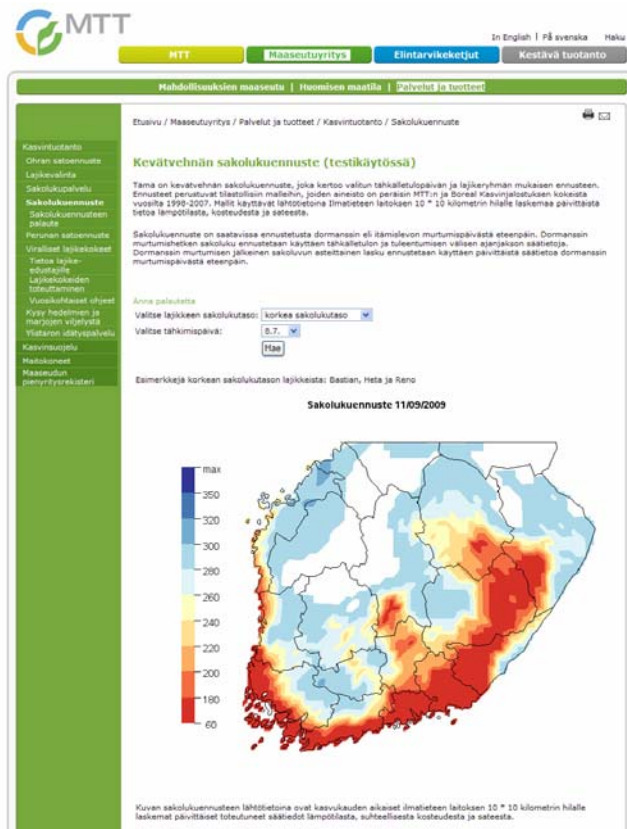 MTT
In English | På svenska Haku
MTT Maaseutuyritys Elintarvikeketjut Kestävä tuotanto
Mahdollisuuksien maaseutu | Huomisen maatila | Palvelut ja tuotteet
Etusivu / Maaseutuyritys / Palvelut ja tuotteet / Kasvintuotanto / Sakolukuennuste
Kasvintuotanto
Ohran satoennuste
Lajikevalinta
Sakolukupalvelu
Sakolukuennuste
Sakolukuennusteen
palaute
Perunan satoennuste
Viralliset lajikekokeet
Tietoa lajike-
edustajille
Lajikekokeiden
toteuttaminen
Vuosikohtaiset ohjeet
Kysy hedelmien ja
marjojen viljelystä
Ylistaron idätyspalvelu
Kasvinsuojelu
Maitokoneet
Maaseudun
pienyritysrekisteri
Kevätvehnän sakolukuennuste (testikäytössä)
Tämä on kevätvehnän sakolukuennuste, joka kertoo valitun tähkälletulopäivän ja lajikeryhmän mukaisen ennusteen.
Ennusteet perustuvat tilastollisiin malleihin, joiden aineisto on peräisin MTT:n ja Boreal Kasvinjalostuksen kokeista
vuosilta 1998-2007. Mallit käyttävät lähtötietoina Ilmatieteen laitoksen 10 * 10 kilometrin hilalle laskemaa päivittäistä
tietoa lämpötilasta, kosteudesta ja sateesta.
Sakolukuennuste on saatavissa ennustetusta dormanssin eli itämislevon murtumispäivästä eteenpäin. Dormanssin
murtumishetken sakoluku ennustetaan käyttäen tähkälletulon ja tuleentumisen välisen ajanjakson säätietoja.
Dormanssin murtumisen jälkeinen sakoluvun asteittainen lasku ennustetaan käyttäen päivittäistä säätietoa dormanssin
murtumispäivästä eteenpäin.
Anna palautetta
Valitse lajikkeen sakolukutaso: korkea sakolukutaso
Valitse tähkimispäivä: 8.7.
Hae
Esimerkkejä korkean sakolukutason lajikkeista: Bastian, Heta ja Reno
Sakolukuennuste 11/09/2009
max
350
320
300
280
260
240
220
200
180
60
Kuvan sakolukuennusteen lähtötietoina ovat kasvukauden aikaiset ilmatieteen laitoksen 10 * 10 kilometrin hilalle
laskemat päivittäiset toteutuneet säätiedot lämpötilasta, suhteellisesta kosteudesta ja sateesta.